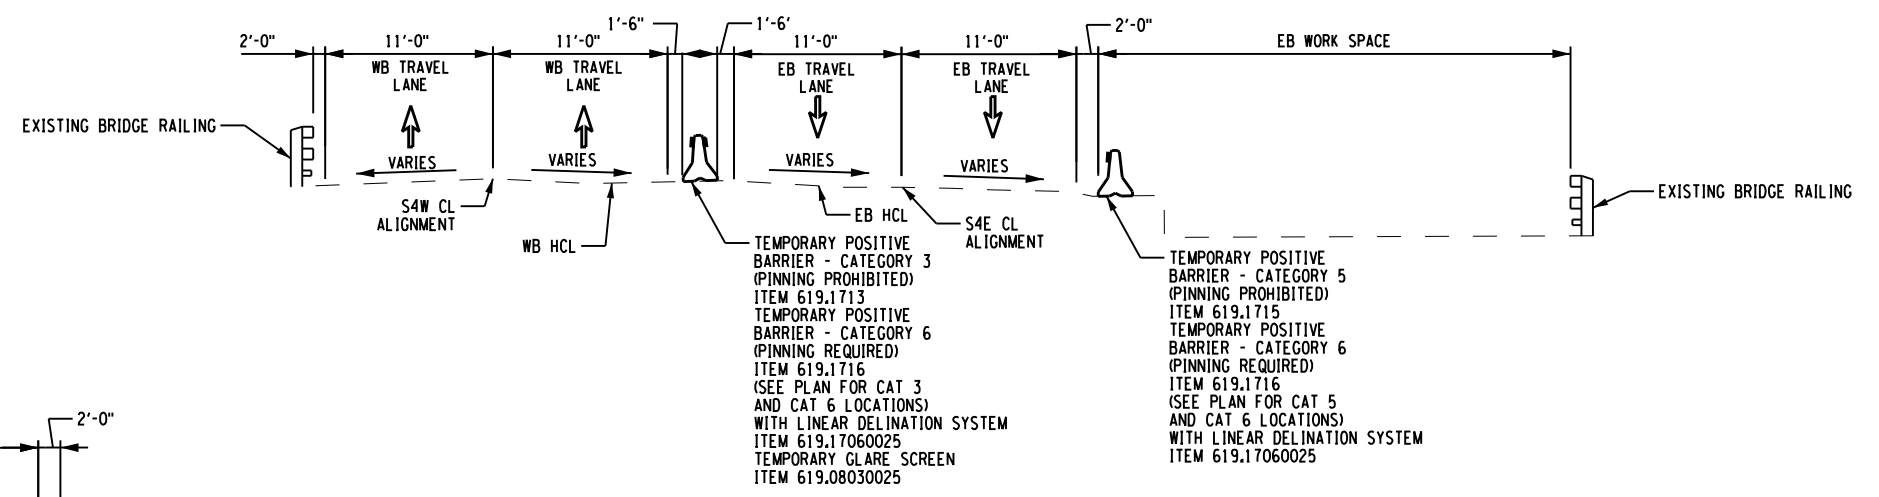 1'-6"
1'-6'
2'-0"
2'-0"
11'-0"
11'-0"
11'-0"
11'-0"
EB WORK SPACE
WB TRAVEL
LANE
WB TRAVEL
LANE
EB TRAVEL
LANE
EB TRAVEL
LANE
EXISTING BRIDGE RAILING
VARIES
VARIES
VARIES
VARIES
EXISTING BRIDGE RAILING
S4W CL
ALIGNMENT
WB HCL
EB HCL
S4E CL
ALIGNMENT
TEMPORARY POSITIVE
BARRIER - CATEGORY 3
(PINNING PROHIBITED)
ITEM 619.1713
TEMPORARY POSITIVE
BARRIER - CATEGORY 6
(PINNING REQUIRED)
ITEM 619.1716
(SEE PLAN FOR CAT 3
AND CAT 6 LOCATIONS)
WITH LINEAR DELINATION SYSTEM
ITEM 619.17060025
TEMPORARY GLARE SCREEN
ITEM 619.08030025
TEMPORARY POSITIVE
BARRIER - CATEGORY 5
(PINNING PROHIBITED)
ITEM 619.1715
TEMPORARY POSITIVE
BARRIER - CATEGORY 6
(PINNING REQUIRED)
ITEM 619.1716
(SEE PLAN FOR CAT 5
AND CAT 6 LOCATIONS)
WITH LINEAR DELINATION SYSTEM
ITEM 619.17060025
2'-0"